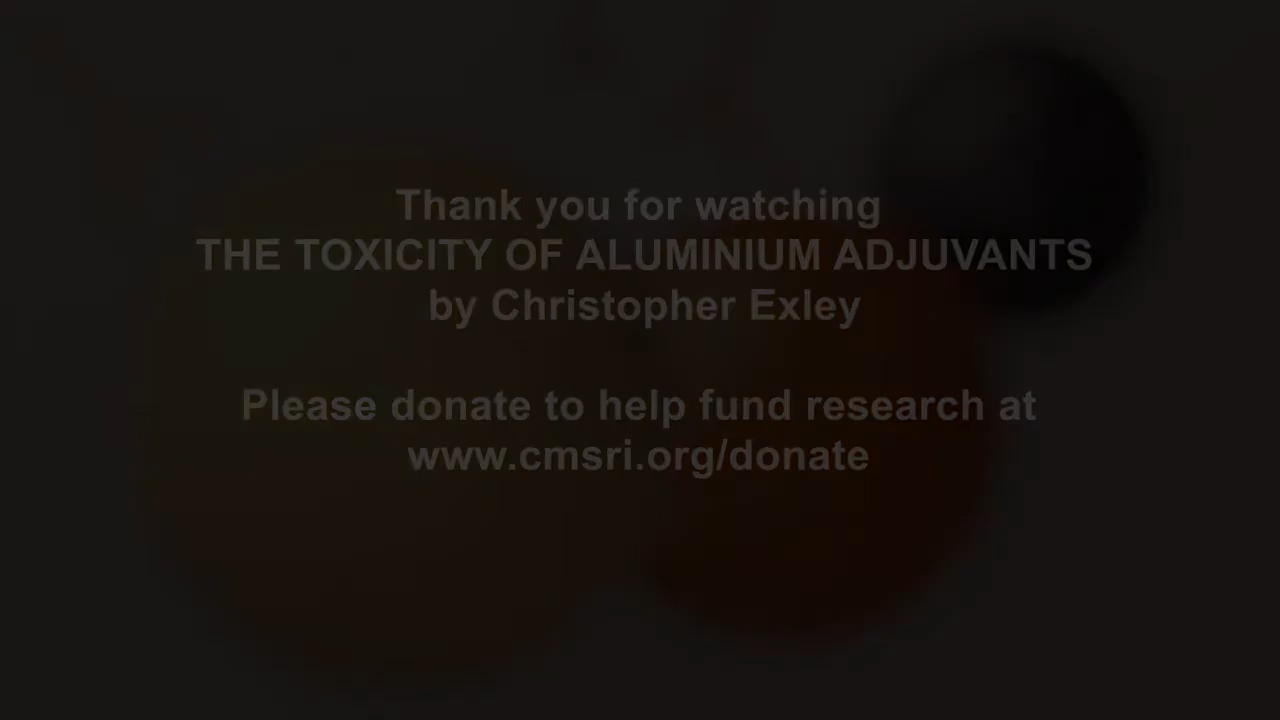 Thank you for watching
THE TOXICITY OF ALUMINIUM ADJUVANTS
by Christopher Exley
Please donate to help fund research at
www.cmsri.org/donate